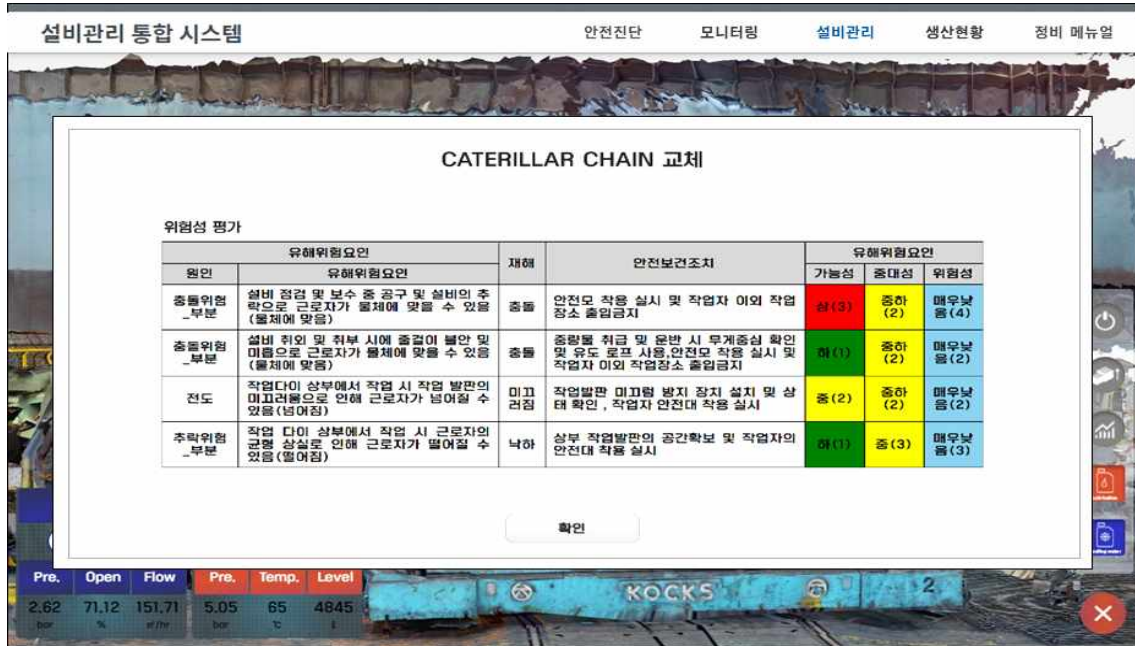 설비관리 통합 시스템
안전진단 모니터링 설비관리 생산현황 정비 메뉴얼
CATERILLAR CHAIN 교체
위험성 평가
유해위험요인 재해 안전보건조치 유해위험요인
원인 유해위험요인 가능성 중대성 위험성
충돌위험
_부분
설비 점검 및 보수 중 공구 및 설비의 추
락으로 근로자가 물체에 맞을 수 있음
(물체에 맞음)
충돌
안전모 착용 실시 및 작업자 이외 작업
장소 출입금지
상(3)
중하
(2)
매우낮
음(4)
충돌위험
_부분
설비 취외 및 취부 시에 줄걸이 불안 및
미흡으로 근로자가 물체에 맞을 수 있음
(물체에 맞음)
충돌
중량물 취급 및 운반 시 무게중심 확인
및 유도 로프 사용,안전모 착용 실시 및
작업자 이외 작업장소 출입금지
하(1)
중하
(2)
매우낮
음(2)
전도
작업다이 상부에서 작업 시 작업 발판의
미끄러움으로 인해 근로자가 넘어질 수
있음(넘어짐)
미끄
러짐
작업발판 미끄럼 방지 장치 설치 및 상
태 확인 , 작업자 안전대 착용 실시
중(2)
중하
(2)
매우낮
음(2)
추락위험
_부분
작업 다이 상부에서 작업 시 근로자의
균형 상실로 인해 근로자가 떨어질 수
있음(떨어짐)
낙하
상부 작업발판의 공간확보 및 작업자의
안전대 착용 실시
하(1)
중(3)
매우낮
음(3)
확인
Pre. Open Flow Pre. Temp. Level
2.62 71.12 151.71 5.05 65 4845
bar % ㎥/hr bar ℃ ℓ
KOCKS
2